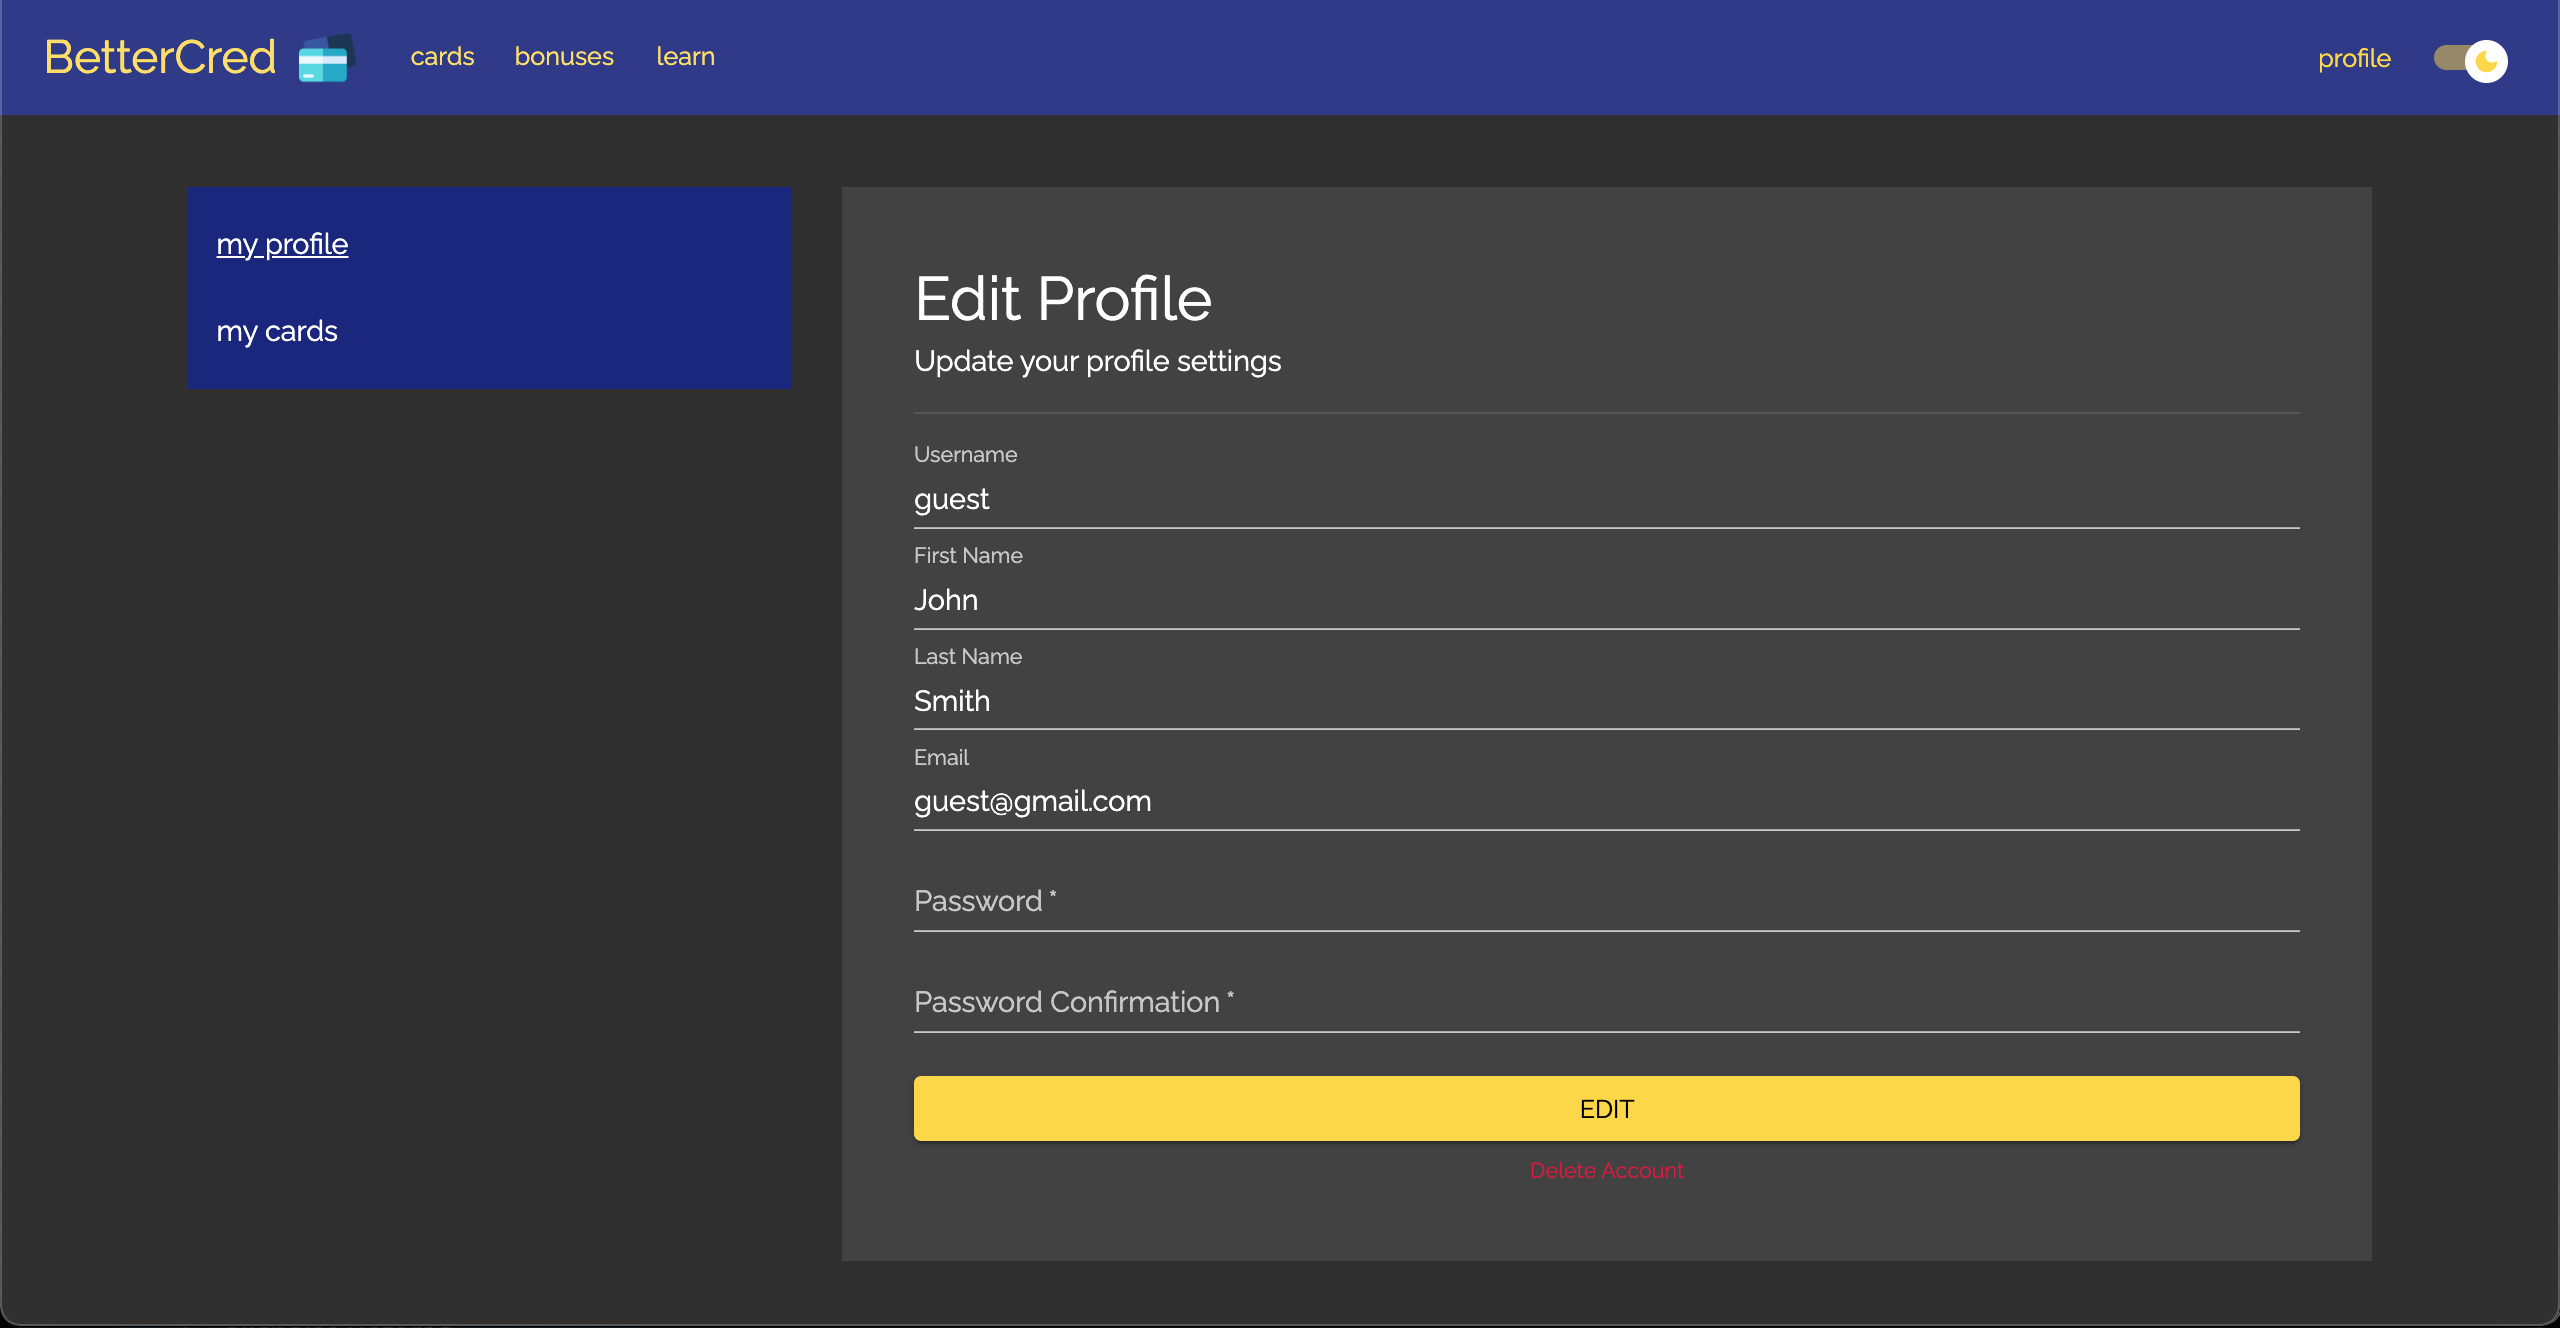 BetterCred cards bonuses learn profile
my profile
my cards
Edit Profile
Update your profile settings
Username
guest
First Name
John
Last Name
Smith
Email
guest@gmail.com
Password *
Password Confirmation *
EDIT
Delete Account